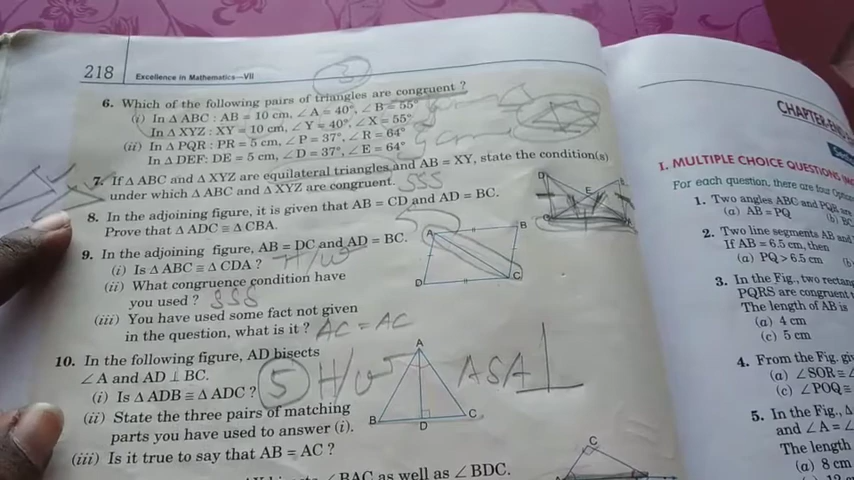 218
Excellence in Mathematics—VII
6. Which of the following pairs of triangles are congruent ?
(i) In Δ ABC : AB = 10 cm, ∠A = 40°, ∠B = 55°
In Δ XYZ : XY = 10 cm, ∠Y = 40°, ∠X = 55°
(ii) In Δ PQR : PR = 5 cm, ∠P = 37°, ∠R = 64°
In Δ DEF: DE = 5 cm, ∠D = 37°, ∠E = 64°
7. If Δ ABC and Δ XYZ are equilateral triangles and AB = XY, state the condition(s)
under which Δ ABC and Δ XYZ are congruent. SSS
8. In the adjoining figure, it is given that AB = CD and AD = BC.
Prove that Δ ADC ≅ Δ CBA.
9. In the adjoining figure, AB = DC and AD = BC.
(i) Is Δ ABC ≅ Δ CDA ? H/W
(ii) What congruence condition have
you used ? SSS
(iii) You have used some fact not given
in the question, what is it ? AC = AC
A B
D C
10. In the following figure, AD bisects
∠A and AD ⊥ BC.
(i) Is Δ ADB ≅ Δ ADC ? 5 H/W ASA
(ii) State the three pairs of matching
parts you have used to answer (i).
(iii) Is it true to say that AB = AC ?
A
B D C
∠BAC as well as ∠BDC.
C
CHAPTER-END
I. MULTIPLE CHOICE QUESTIONS
For each question, there are four
1. Two angles ABC and PQR are
(a) AB = PQ
2. Two line segments AB and
If AB = 6.5 cm, then
(a) PQ > 6.5 cm
3. In the Fig., two
PQRS are congruent
The length of AB is
(a) 4 cm
(c) 5 cm
4. From the Fig.
(a) ∠SOR =
(c) ∠POQ =
5. In the Fig., Δ
and ∠A = ∠
The length
(a) 8 cm